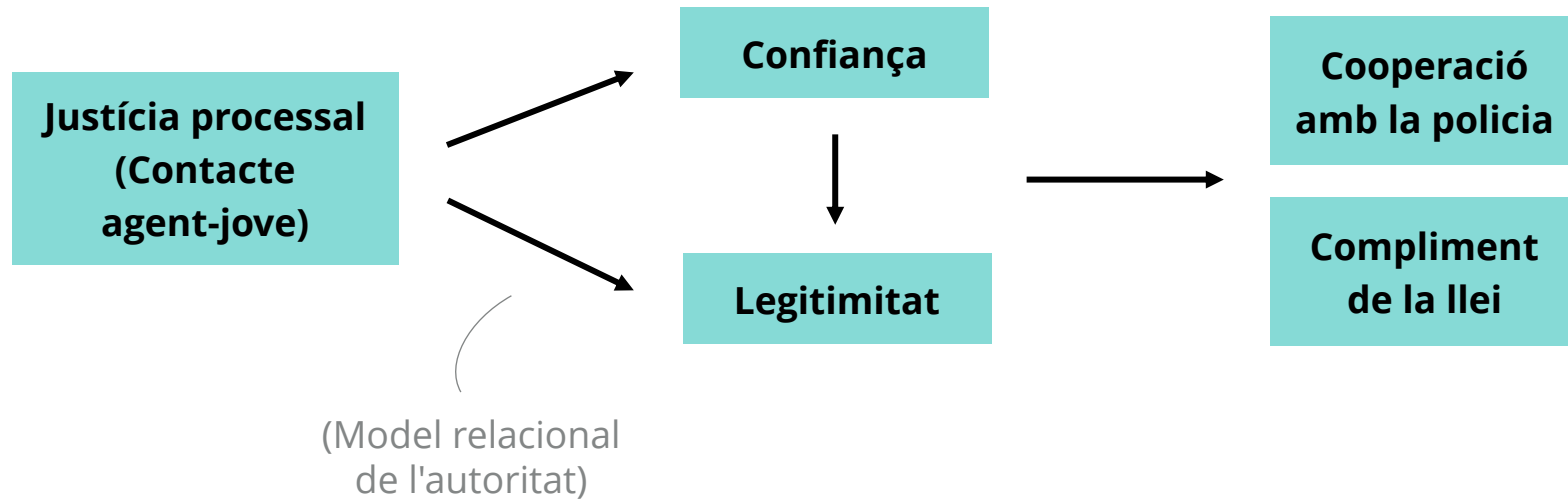 Justícia processal
(Contacte
agent-jove)
Confiança
Legitimitat
Cooperació
amb la policia
Compliment
de la llei
(Model relacional
de l'autoritat)